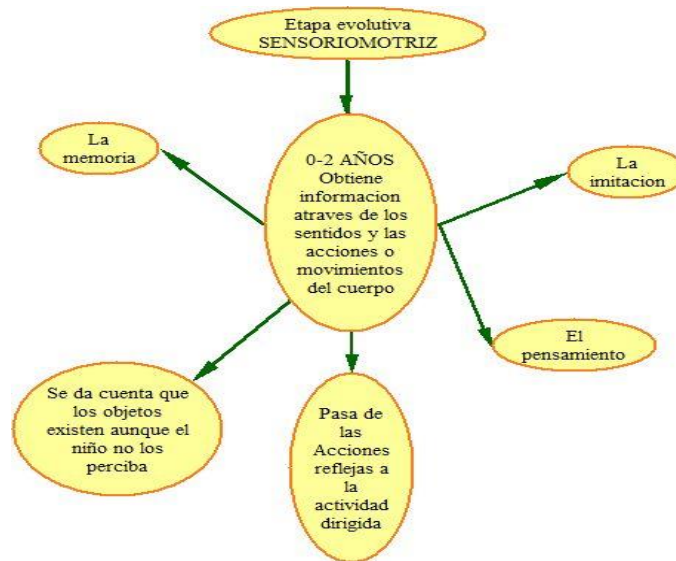 Etapa evolutiva
SENSORIOMOTRIZ
La
memoria
0-2 AÑOS
Obtiene
informacion
atraves de los
sentidos y las
acciones o
movimientos
del cuerpo
La
imitacion
El
pensamiento
Se da cuenta que
los objetos
existen aunque el
niño no los
perciba
Pasa de
las
Acciones
reflejas a
la
actividad
dirigida